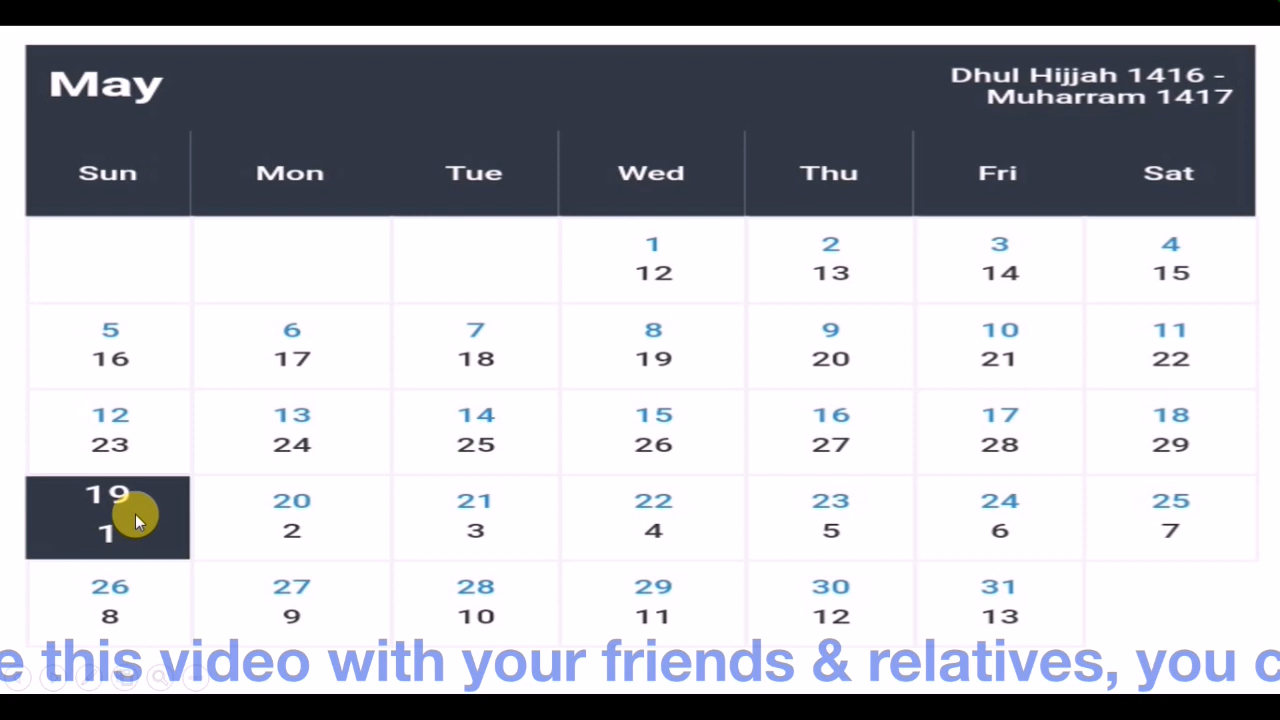 May
Dhul Hijjah 1416 -
Muharram 1417
Sun Mon Tue Wed Thu Fri Sat
1 2 3 4
12 13 14 15
5 6 7 8 9 10 11
16 17 18 19 20 21 22
12 13 14 15 16 17 18
23 24 25 26 27 28 29
19 20 21 22 23 24 25
1 2 3 4 5 6 7
26 27 28 29 30 31
8 9 10 11 12 13
e this video with your friends & relatives, you c